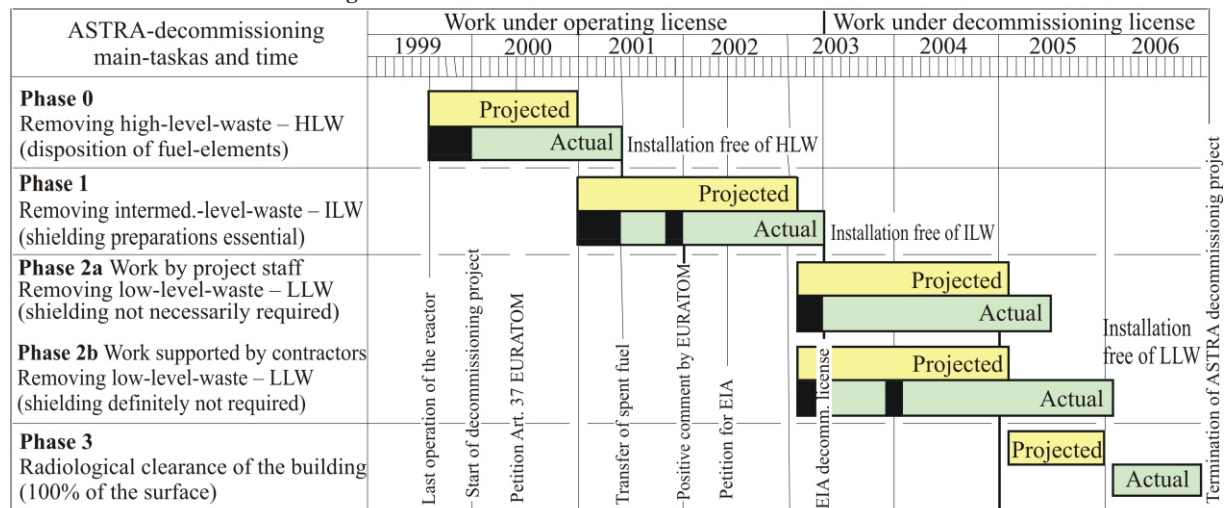 ASTRA-decommissioning
main-taskas and time
Work under operating license
Work under decommissioning license
1999 2000 2001 2002 2003 2004 2005 2006
Phase 0
Removing high-level-waste – HLW
(disposition of fuel-elements)
Projected
Actual
Installation free of HLW
Phase 1
Removing intermed.-level-waste – ILW
(shielding preparations essential)
Projected
Actual
Installation free of ILW
Phase 2a Work by project staff
Removing low-level-waste – LLW
(shielding not necessarily required)
Projected
Actual
Phase 2b Work supported by contractors
Removing low-level-waste – LLW
(shielding definitely not required)
Projected
Actual
Installation
free of LLW
Phase 3
Radiological clearance of the building
(100% of the surface)
Projected
Actual
Last operation of the reactor
Start of decommissioning project
Petition Art. 37 EURATOM
Transfer of spent fuel
Positive comment by EURATOM
Petition for EIA
EIA decomm. license
Termination of ASTRA decommissionig project